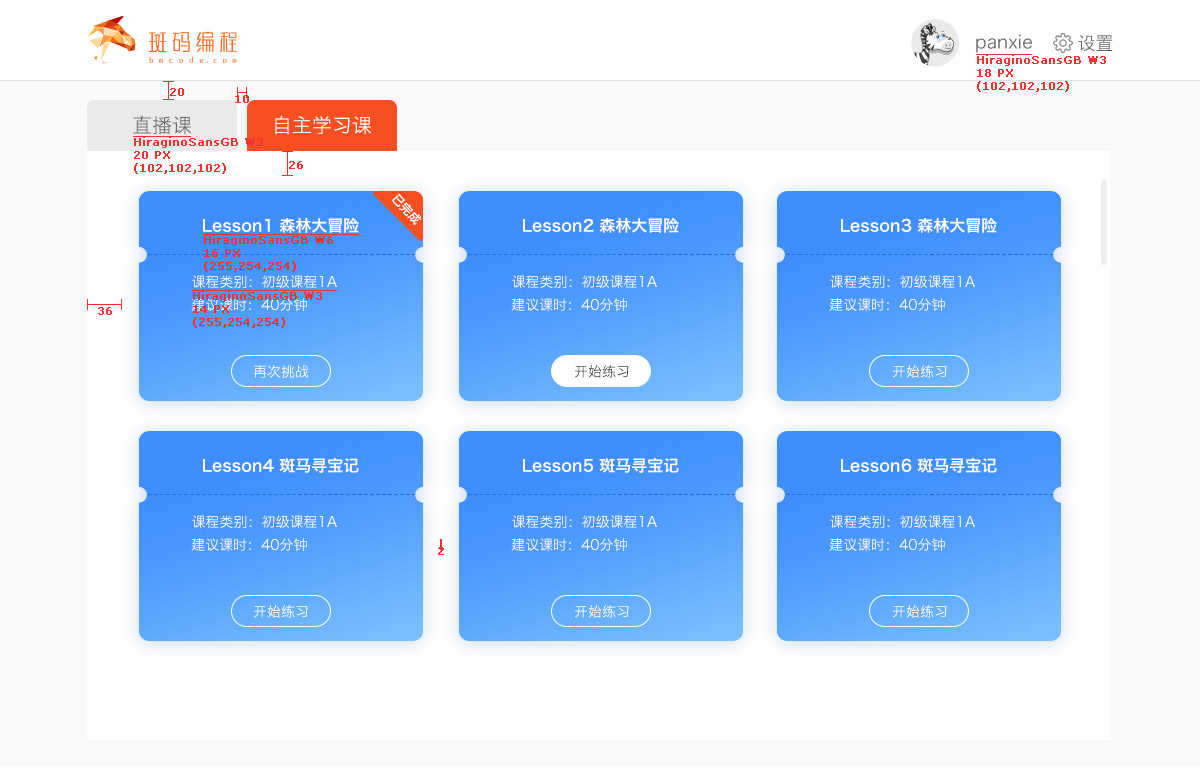 斑码编程
bmcode.com
panxie
设置
HiraginoSansGB W3
18 PX
(102,102,102)
20
10
直播课
自主学习课
HiraginoSansGB W3
20 PX
(102,102,102)
26
已完成
Lesson1 森林大冒险
HiraginoSansGB W6
16 PX
(255,254,254)
课程类别：初级课程1A
HiraginoSansGB W3
建议课时：40分钟
14 PX
(255,254,254)
再次挑战
36
Lesson2 森林大冒险
课程类别：初级课程1A
建议课时：40分钟
开始练习
Lesson3 森林大冒险
课程类别：初级课程1A
建议课时：40分钟
开始练习
Lesson4 斑马寻宝记
课程类别：初级课程1A
建议课时：40分钟
开始练习
2
Lesson5 斑马寻宝记
课程类别：初级课程1A
建议课时：40分钟
开始练习
Lesson6 斑马寻宝记
课程类别：初级课程1A
建议课时：40分钟
开始练习